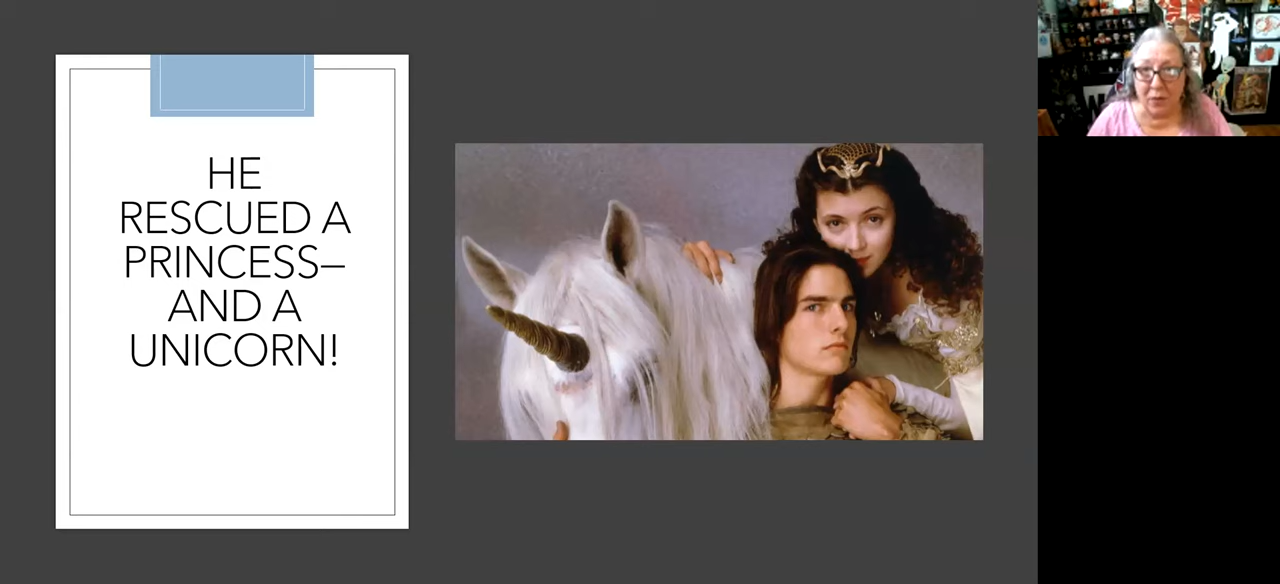 HE
RESCUED A
PRINCESS–
AND A
UNICORN!